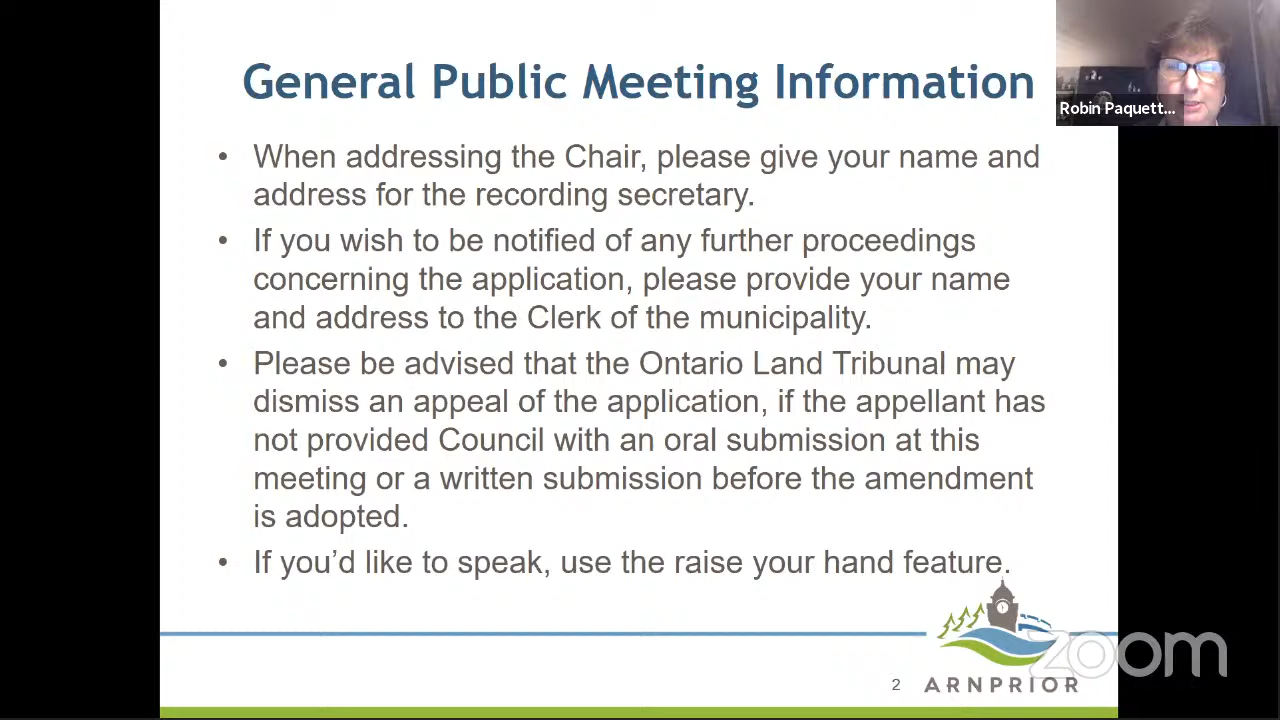 General Public Meeting Information
Robin Paquett...
• When addressing the Chair, please give your name and
address for the recording secretary.
• If you wish to be notified of any further proceedings
concerning the application, please provide your name
and address to the Clerk of the municipality.
• Please be advised that the Ontario Land Tribunal may
dismiss an appeal of the application, if the appellant has
not provided Council with an oral submission at this
meeting or a written submission before the amendment
is adopted.
• If you’d like to speak, use the raise your hand feature.
zoom
2
ARNPRIOR